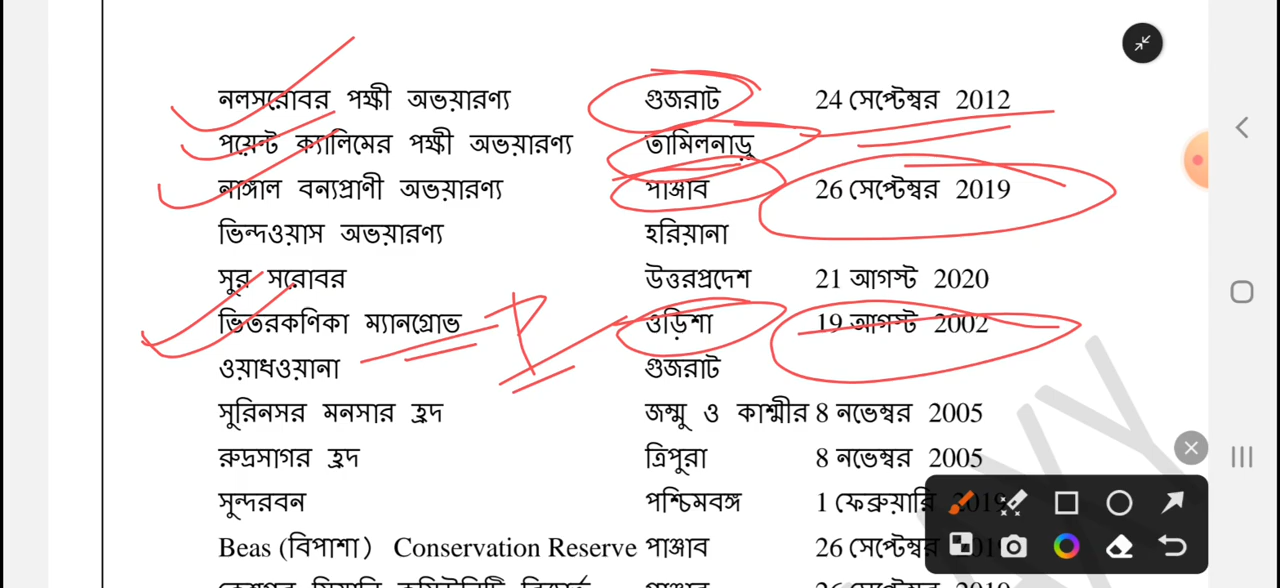 নলসরোবর পক্ষী অভয়ারণ্য গুজরাট 24 সেপ্টেম্বর 2012
পয়েন্ট ক্যালিমের পক্ষী অভয়ারণ্য তামিলনাড়ু
নাঙ্গাল বন্যপ্রাণী অভয়ারণ্য পাঞ্জাব 26 সেপ্টেম্বর 2019
ভিন্দওয়াস অভয়ারণ্য হরিয়ানা
সুর সরোবর উত্তরপ্রদেশ 21 আগস্ট 2020
ভিতরকণিকা ম্যানগ্রোভ ওড়িশা 19 আগস্ট 2002
ওয়াধওয়ানা গুজরাট
সুরিনসর মনসার হ্রদ জম্মু ও কাশ্মীর 8 নভেম্বর 2005
রুদ্রসাগর হ্রদ ত্রিপুরা 8 নভেম্বর 2005
সুন্দরবন পশ্চিমবঙ্গ 1 ফেব্রুয়ারি 2019
Beas (বিপাশা) Conservation Reserve পাঞ্জাব 26 সেপ্টেম্বর